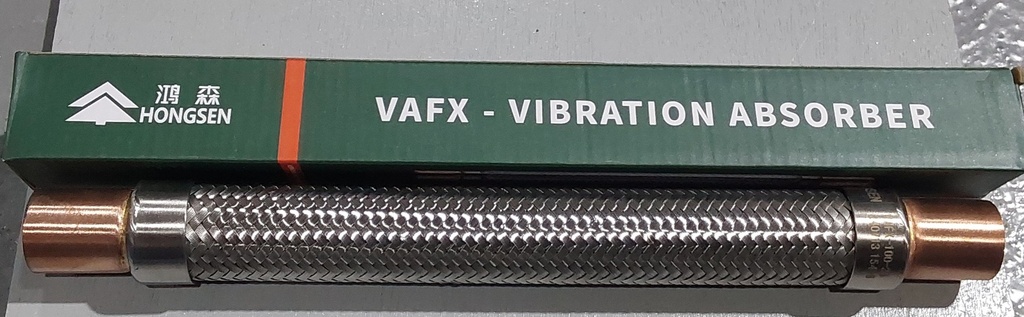 鸿森
HONGSEN
VAFX - VIBRATION ABSORBER